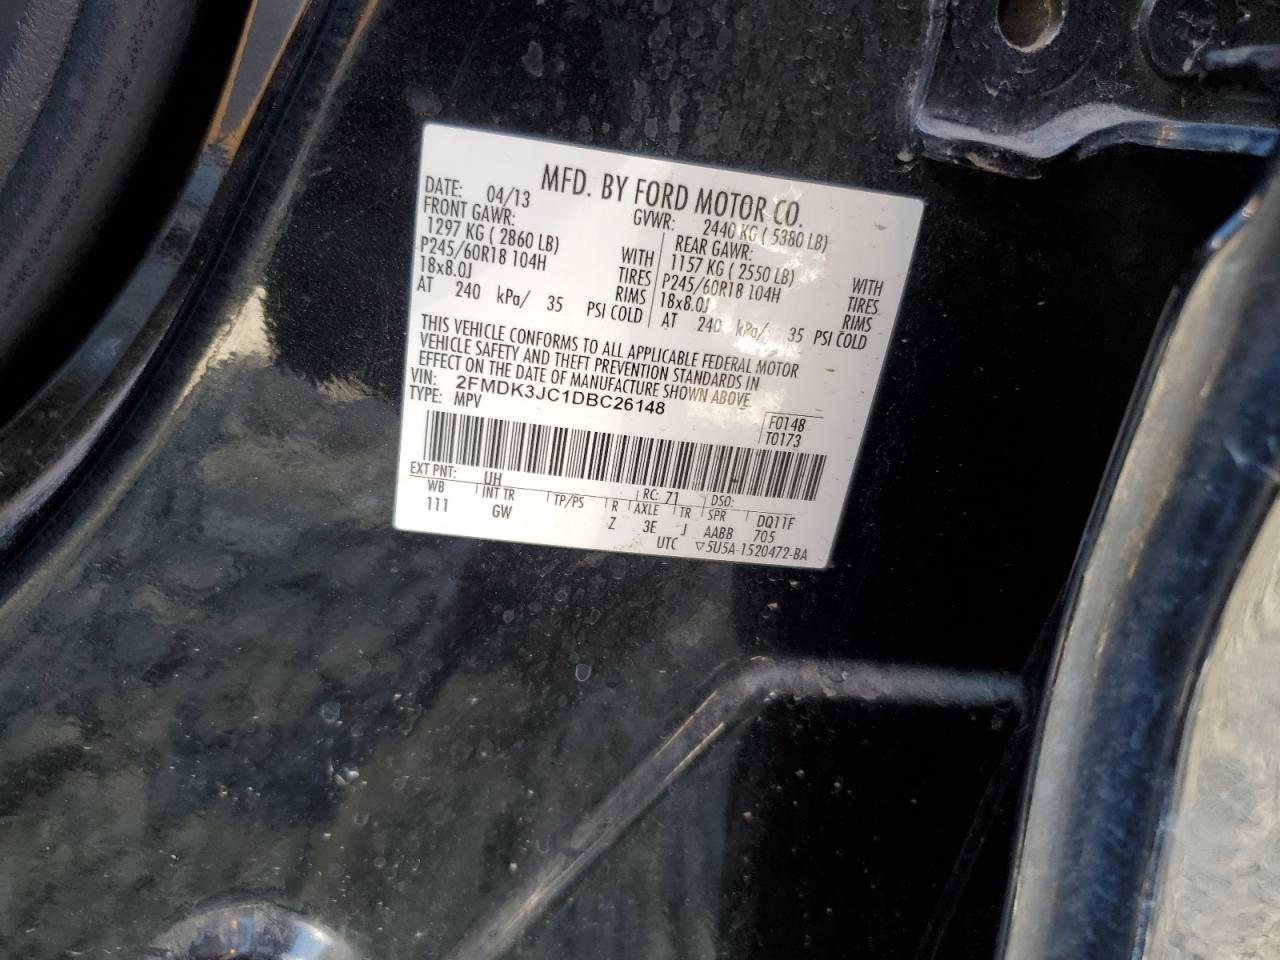 MFD. BY FORD MOTOR CO.
DATE: 04/13 GVWR: 2440 KG ( 5380 LB)
FRONT GAWR: REAR GAWR:
1297 KG ( 2860 LB) WITH 1157 KG ( 2550 LB) WITH
P245/60R18 104H TIRES P245/60R18 104H TIRES
18x8.0J RIMS 18x8.0J RIMS
AT 240 kPa/ 35 PSI COLD AT 240 kPa/ 35 PSI COLD
THIS VEHICLE CONFORMS TO ALL APPLICABLE FEDERAL MOTOR
VEHICLE SAFETY AND THEFT PREVENTION STANDARDS IN
EFFECT ON THE DATE OF MANUFACTURE SHOWN ABOVE.
VIN: 2FMDK3JC1DBC26148
TYPE: MPV
F0148
T0173
EXT PNT: UH RC: 71 DSO:
WB INT TR TP/PS R AXLE TR SPR DQ11F
111 GW Z 3E J AABB 705
UTC ▽5U5A-1520472-BA